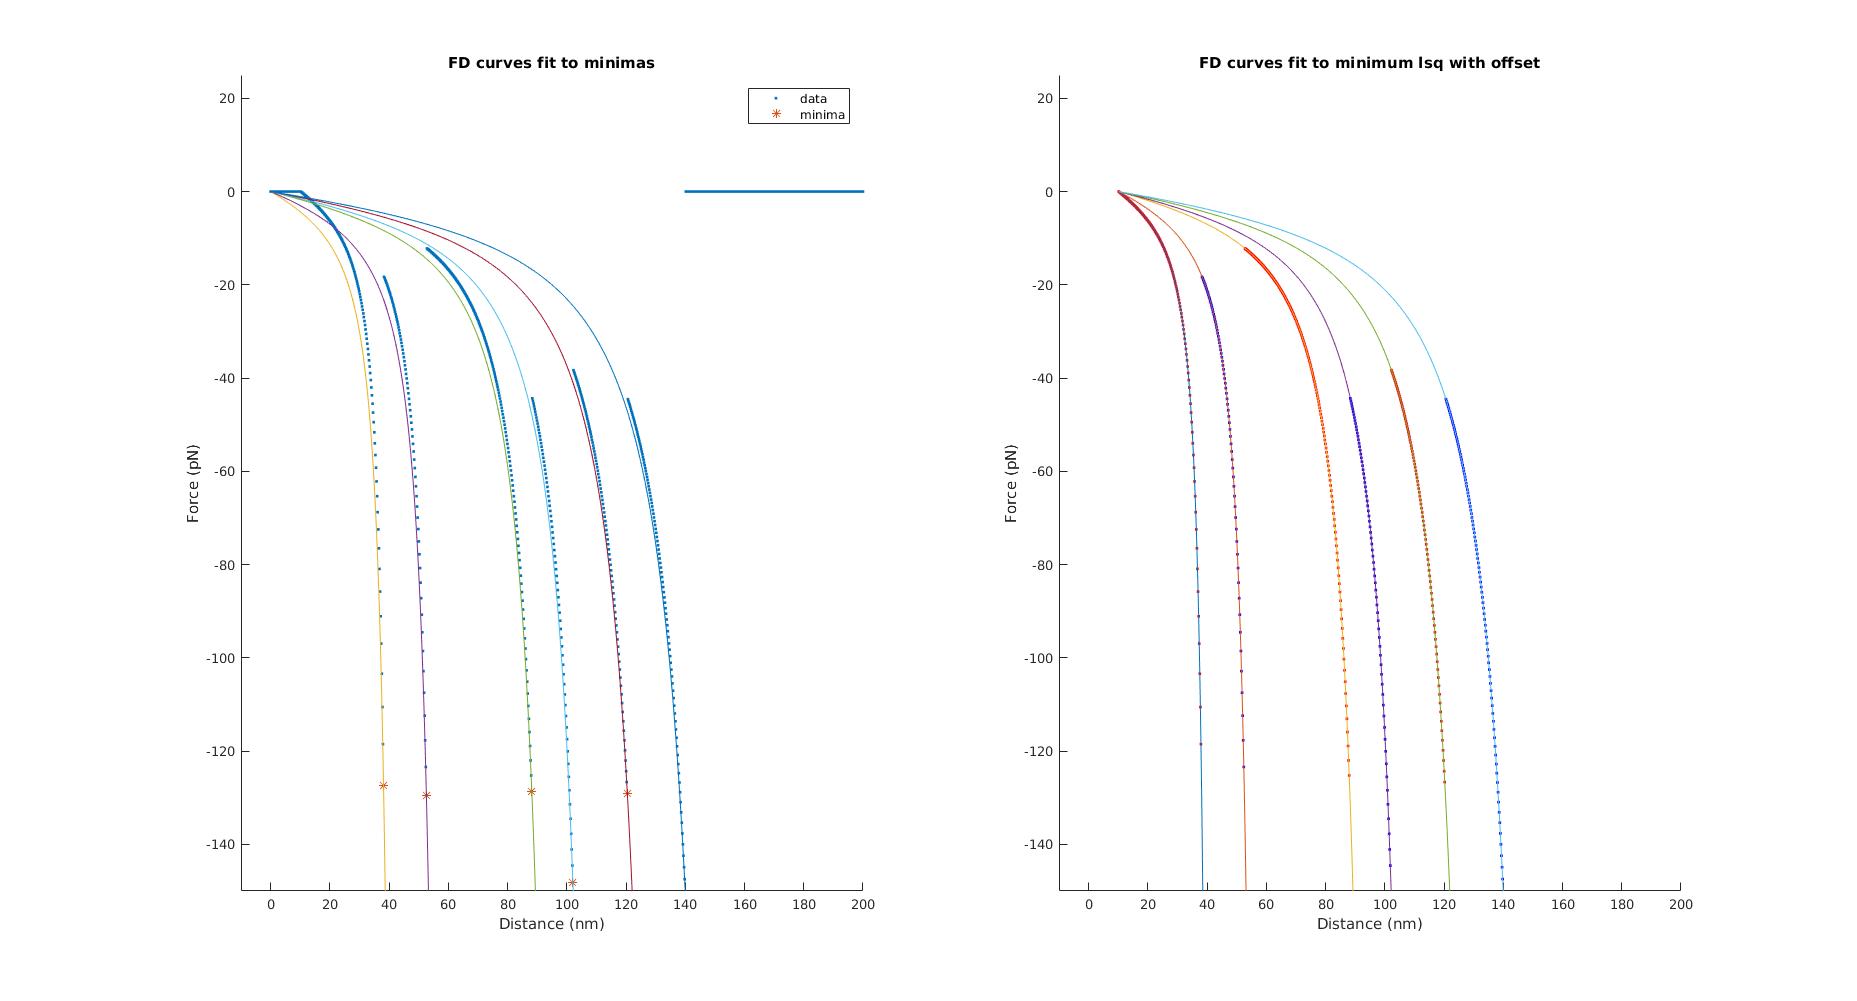 FD curves fit to minimas
data
minima
20
0
-20
-40
-60
-80
-100
-120
-140
Force (pN)
0 20 40 60 80 100 120 140 160 180 200
Distance (nm)
FD curves fit to minimum lsq with offset
20
0
-20
-40
-60
-80
-100
-120
-140
Force (pN)
0 20 40 60 80 100 120 140 160 180 200
Distance (nm)